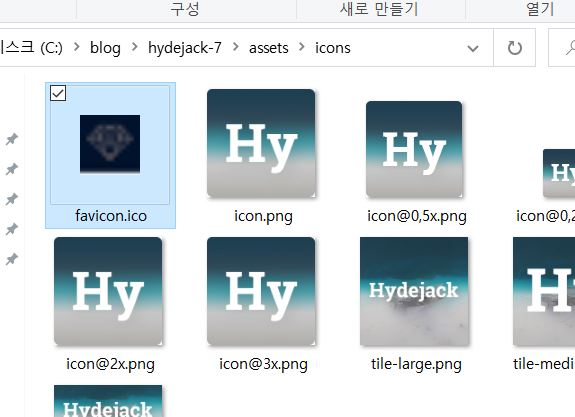 구성 새로 만들기 열기
스크 (C:) > blog > hydejack-7 > assets > icons
Hy Hy Hy
favicon.ico icon.png icon@0,5x.png icon@0,2
Hy Hy Hydejack H
icon@2x.png icon@3x.png tile-large.png tile-medi
Hydejack